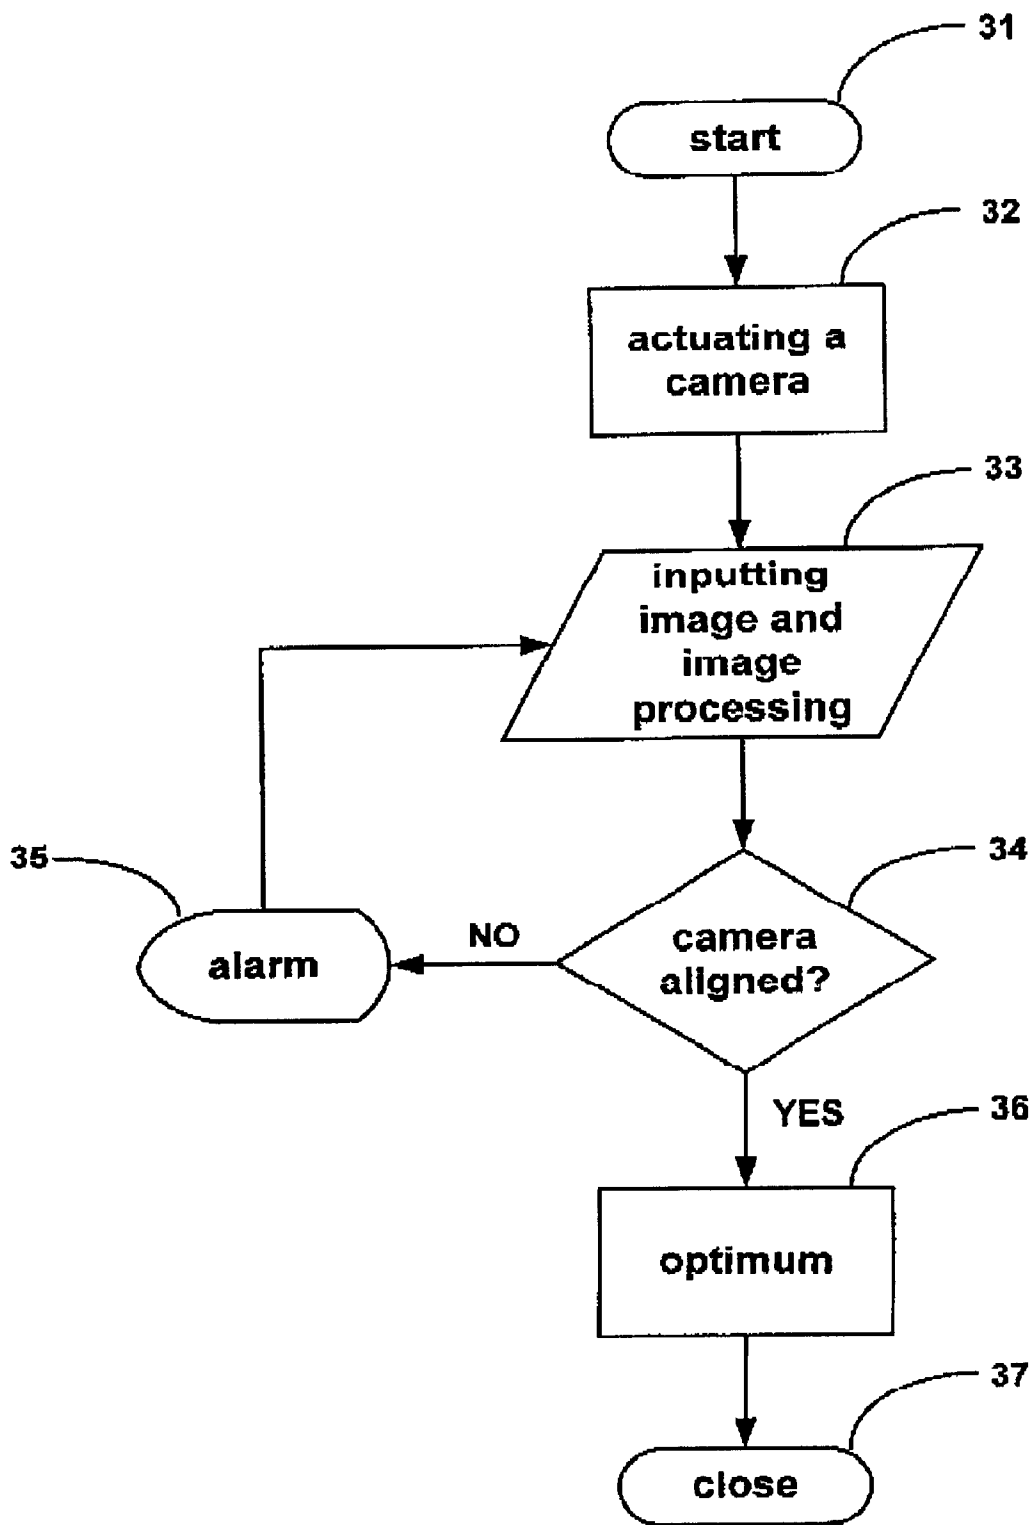 31
start
32
actuating a
camera
33
inputting
image and
image
processing
34
camera
aligned?
NO
35
alarm
YES
36
optimum
37
close